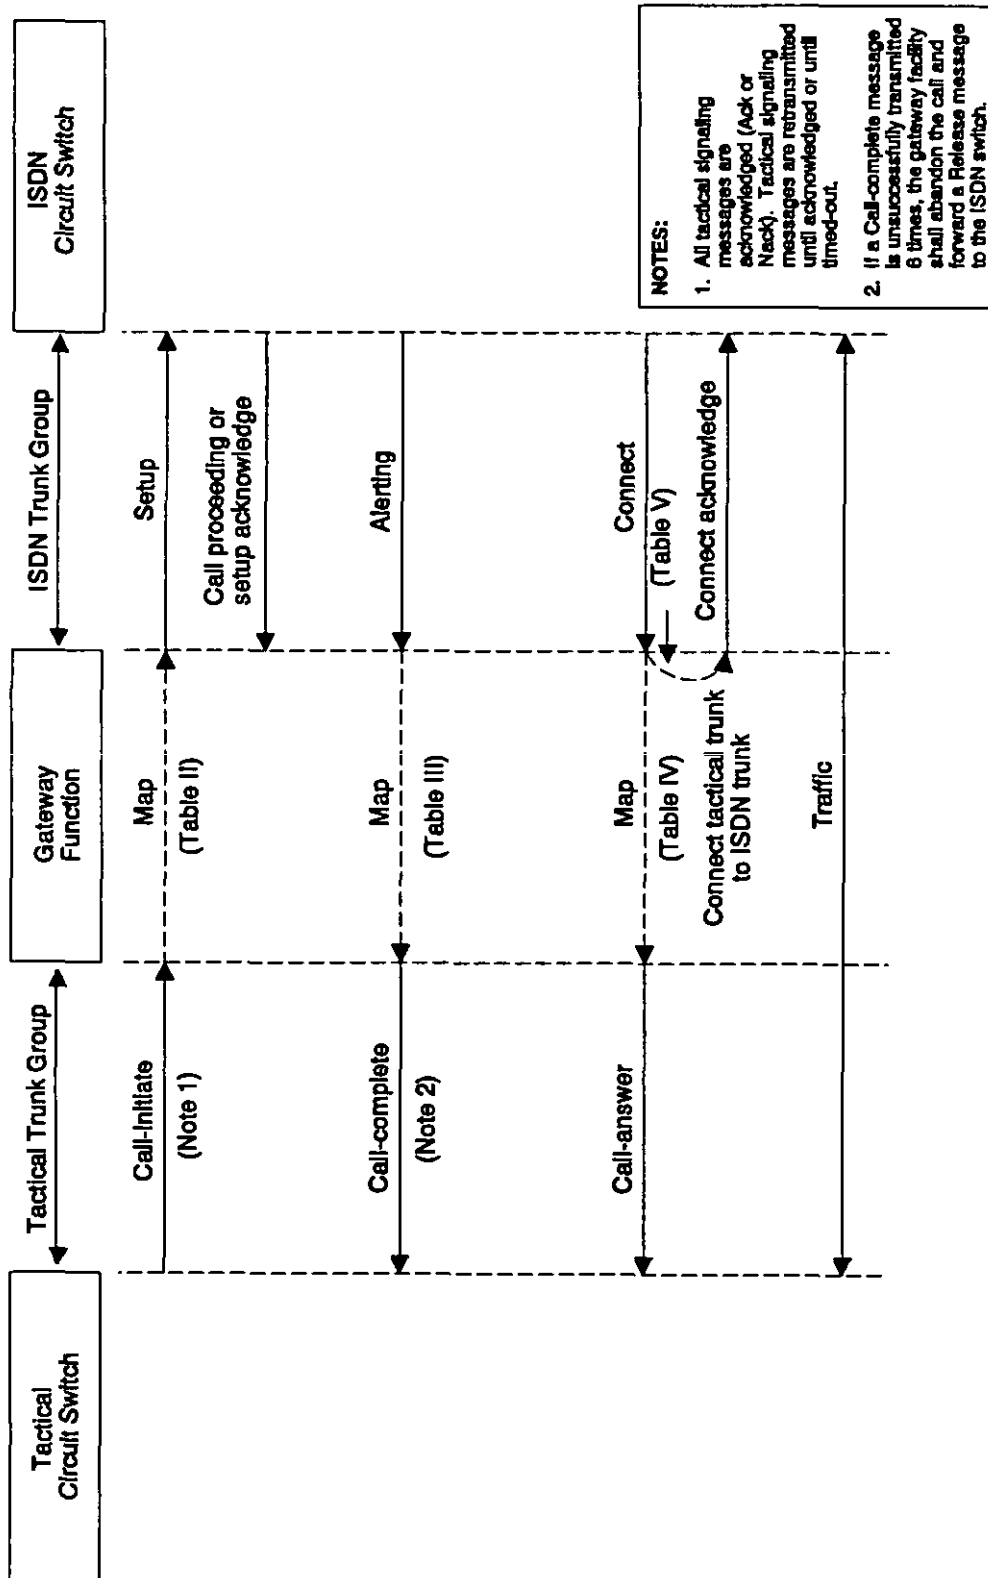 Tactical
Circuit Switch
Tactical Trunk Group
Gateway
Function
ISDN Trunk Group
ISDN
Circuit Switch
Call-Initiate
(Note 1)
Map
(Table II)
Setup
Call proceeding or
setup acknowledge
Call-complete
(Note 2)
Map
(Table III)
Alerting
Call-answer
Map
(Table IV)
Connect
(Table V)
Connect tactical trunk
to ISDN trunk
Connect acknowledge
Traffic
NOTES:
1. All tactical signaling
messages are
acknowledged (Ack or
Nack). Tactical signaling
messages are retransmitted
until acknowledged or until
timed-out.
2. If a Call-complete message
is unsuccessfully transmitted
6 times, the gateway facility
shall abandon the call and
forward a Release message
to the ISDN switch.